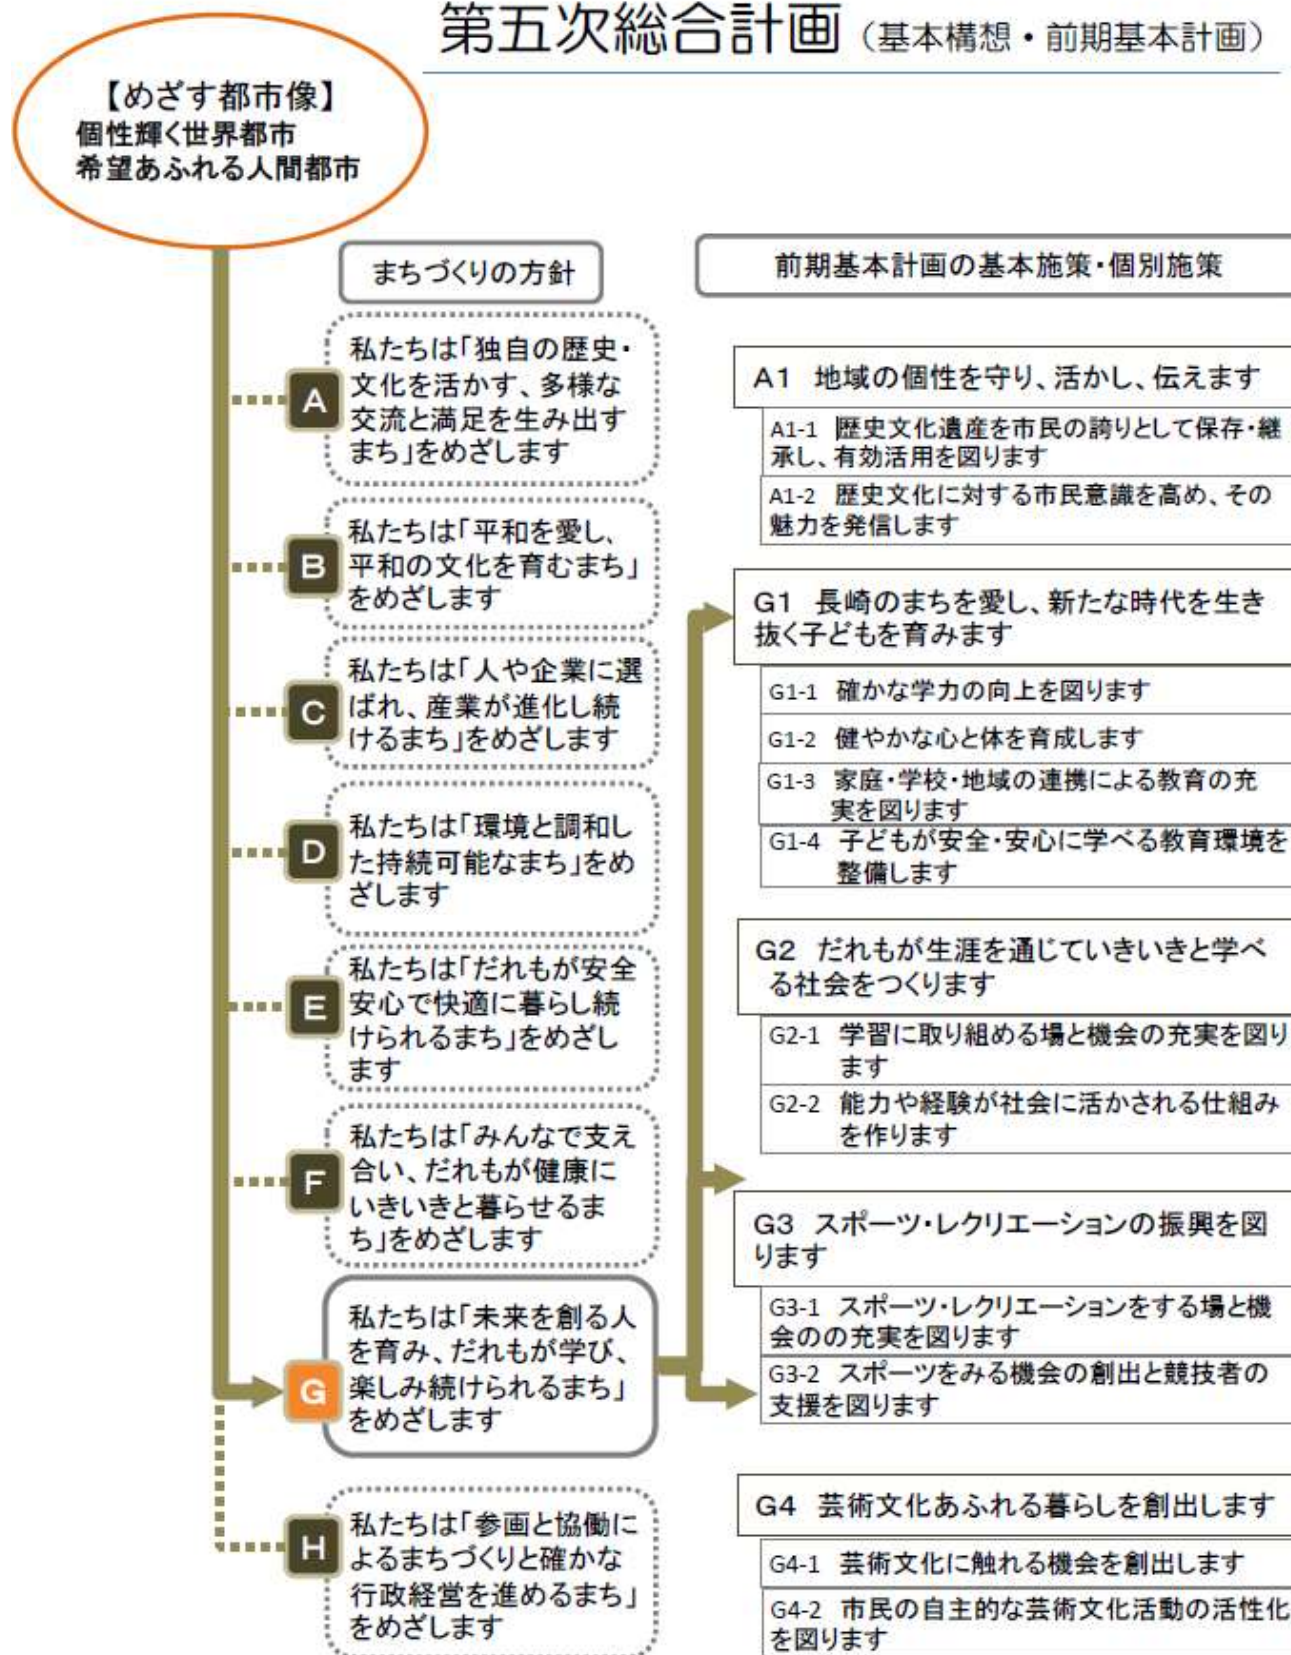 第五次総合計画(基本構想・前期基本計画)
【めざす都市像】
個性輝く世界都市
希望あふれる人間都市
まちづくりの方針
A
私たちは「独自の歴史・
文化を活かす、多様な
交流と満足を生み出す
まち」をめざします
B
私たちは「平和を愛し、
平和の文化を育むまち」
をめざします
C
私たちは「人や企業に選
ばれ、産業が進化し続
けるまち」をめざします
D
私たちは「環境と調和し
た持続可能なまち」をめ
ざします
E
私たちは「だれもが安全
安心で快適に暮らし続
けられるまち」をめざし
ます
F
私たちは「みんなで支え
合い、だれもが健康に
いきいきと暮らせるま
ち」をめざします
G
私たちは「未来を創る人
を育み、だれもが学び、
楽しみ続けられるまち」
をめざします
H
私たちは「参画と協働に
よるまちづくりと確かな
行政経営を進めるまち」
をめざします
前期基本計画の基本施策・個別施策
A1 地域の個性を守り、活かし、伝えます
A1-1 歴史文化遺産を市民の誇りとして保存・継
承し、有効活用を図ります
A1-2 歴史文化に対する市民意識を高め、その
魅力を発信します
G1 長崎のまちを愛し、新たな時代を生き
抜く子どもを育みます
G1-1 確かな学力の向上を図ります
G1-2 健やかな心と体を育成します
G1-3 家庭・学校・地域の連携による教育の充
実を図ります
G1-4 子どもが安全・安心に学べる教育環境を
整備します
G2 だれもが生涯を通じていきいきと学べ
る社会をつくります
G2-1 学習に取り組める場と機会の充実を図り
ます
G2-2 能力や経験が社会に活かされる仕組み
を作ります
G3 スポーツ・レクリエーションの振興を図
ります
G3-1 スポーツ・レクリエーションをする場と機
会のの充実を図ります
G3-2 スポーツをみる機会の創出と競技者の
支援を図ります
G4 芸術文化あふれる暮らしを創出します
G4-1 芸術文化に触れる機会を創出します
G4-2 市民の自主的な芸術文化活動の活性化
を図ります